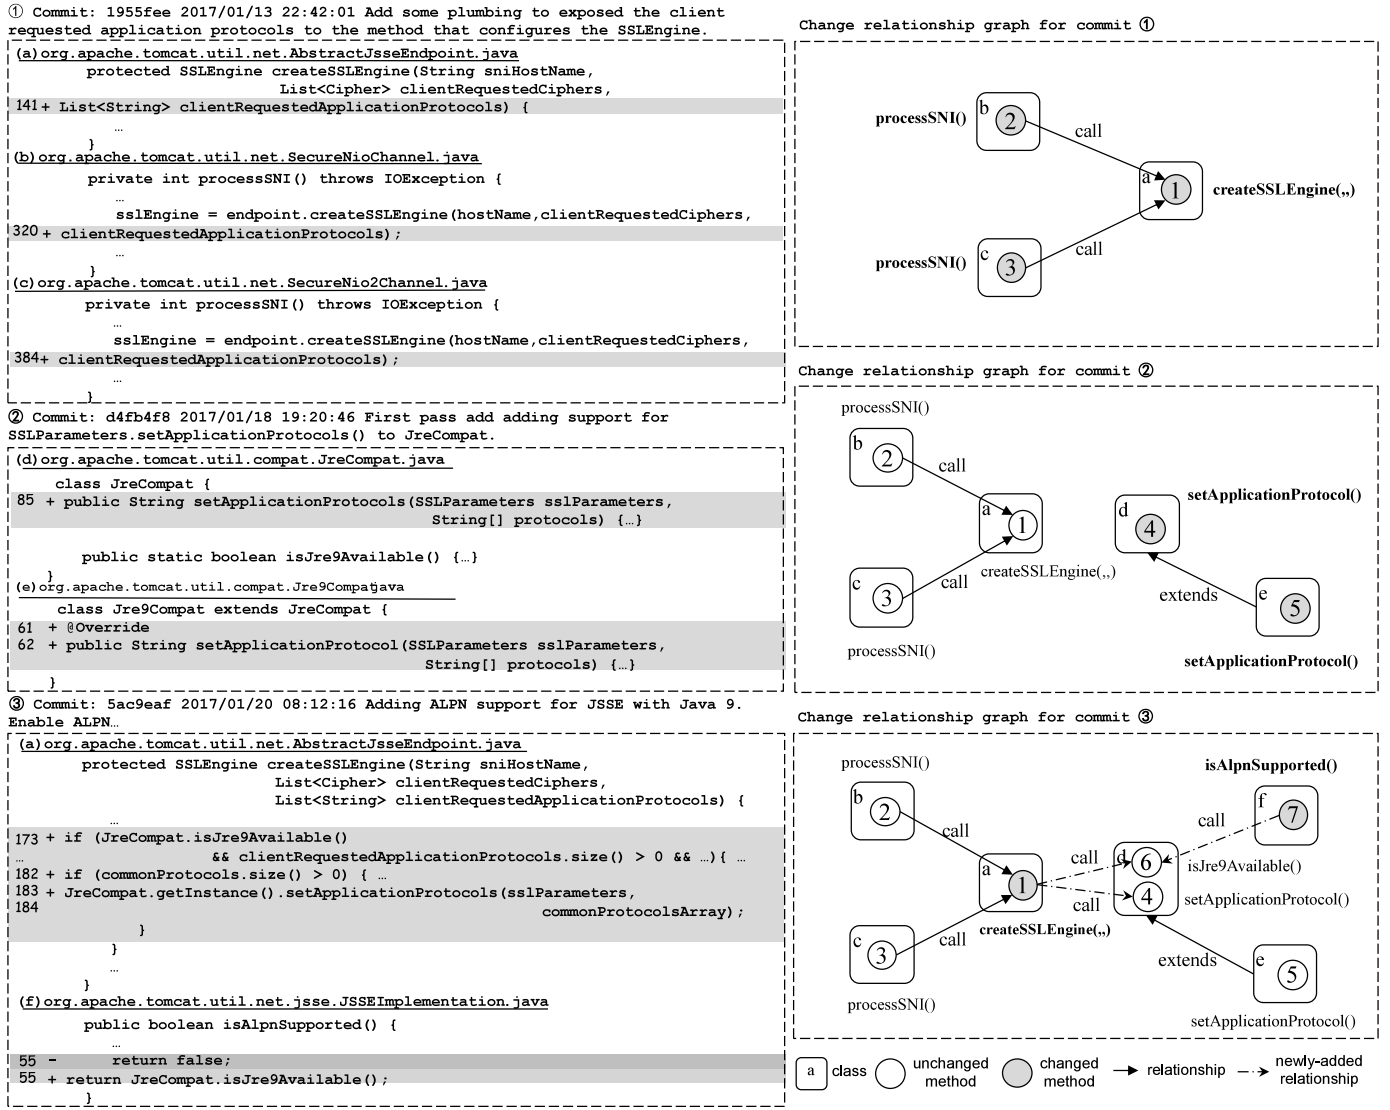 ① Commit: 1955fee 2017/01/13 22:42:01 Add some plumbing to exposed the client
requested application protocols to the method that configures the SSLEngine.
(a)org.apache.tomcat.util.net.AbstractJsseEndpoint.java
protected SSLEngine createSSLEngine(String sniHostName,
List<Cipher> clientRequestedCiphers,
141 + List<String> clientRequestedApplicationProtocols) {
…
}
(b)org.apache.tomcat.util.net.SecureNioChannel.java
private int processSNI() throws IOException {
…
sslEngine = endpoint.createSSLEngine(hostName,clientRequestedCiphers,
320 + clientRequestedApplicationProtocols);
…
}
(c)org.apache.tomcat.util.net.SecureNio2Channel.java
private int processSNI() throws IOException {
…
sslEngine = endpoint.createSSLEngine(hostName,clientRequestedCiphers,
384+ clientRequestedApplicationProtocols);
…
}
② Commit: d4fb4f8 2017/01/18 19:20:46 First pass add adding support for
SSLParameters.setApplicationProtocols() to JreCompat.
(d)org.apache.tomcat.util.compat.JreCompat.java
class JreCompat {
85 + public String setApplicationProtocols(SSLParameters sslParameters,
String[] protocols) {…}
public static boolean isJre9Available() {…}
}
(e)org.apache.tomcat.util.compat.Jre9Compat.java
class Jre9Compat extends JreCompat {
61 + @Override
62 + public String setApplicationProtocol(SSLParameters sslParameters,
String[] protocols) {…}
}
③ Commit: 5ac9eaf 2017/01/20 08:12:16 Adding ALPN support for JSSE with Java 9.
Enable ALPN…
(a)org.apache.tomcat.util.net.AbstractJsseEndpoint.java
protected SSLEngine createSSLEngine(String sniHostName,
List<Cipher> clientRequestedCiphers,
List<String> clientRequestedApplicationProtocols) {
…
173 + if (JreCompat.isJre9Available()
… && clientRequestedApplicationProtocols.size() > 0 && …){ …
182 + if (commonProtocols.size() > 0) { …
183 + JreCompat.getInstance().setApplicationProtocols(sslParameters,
184 commonProtocolsArray);
}
}
…
}
(f)org.apache.tomcat.util.net.jsse.JSSEImplementation.java
public boolean isAlpnSupported() {
…
55 - return false;
55 + return JreCompat.isJre9Available();
}
Change relationship graph for commit ①
b
2
processSNI()
call
a
1
createSSLEngine(,,)
c
3
processSNI()
call
Change relationship graph for commit ②
processSNI()
b
2
call
a
1
createSSLEngine(,,)
c
3
call
processSNI()
setApplicationProtocol()
d
4
extends
e
5
setApplicationProtocol()
Change relationship graph for commit ③
processSNI()
b
2
call
a
1
createSSLEngine(,,)
c
3
call
processSNI()
isAlpnSupported()
f
7
call
call
d
6
isJre9Available()
4
setApplicationProtocol()
call
extends
e
5
setApplicationProtocol()
a
class
unchanged
method
changed
method
relationship
newly-added
relationship